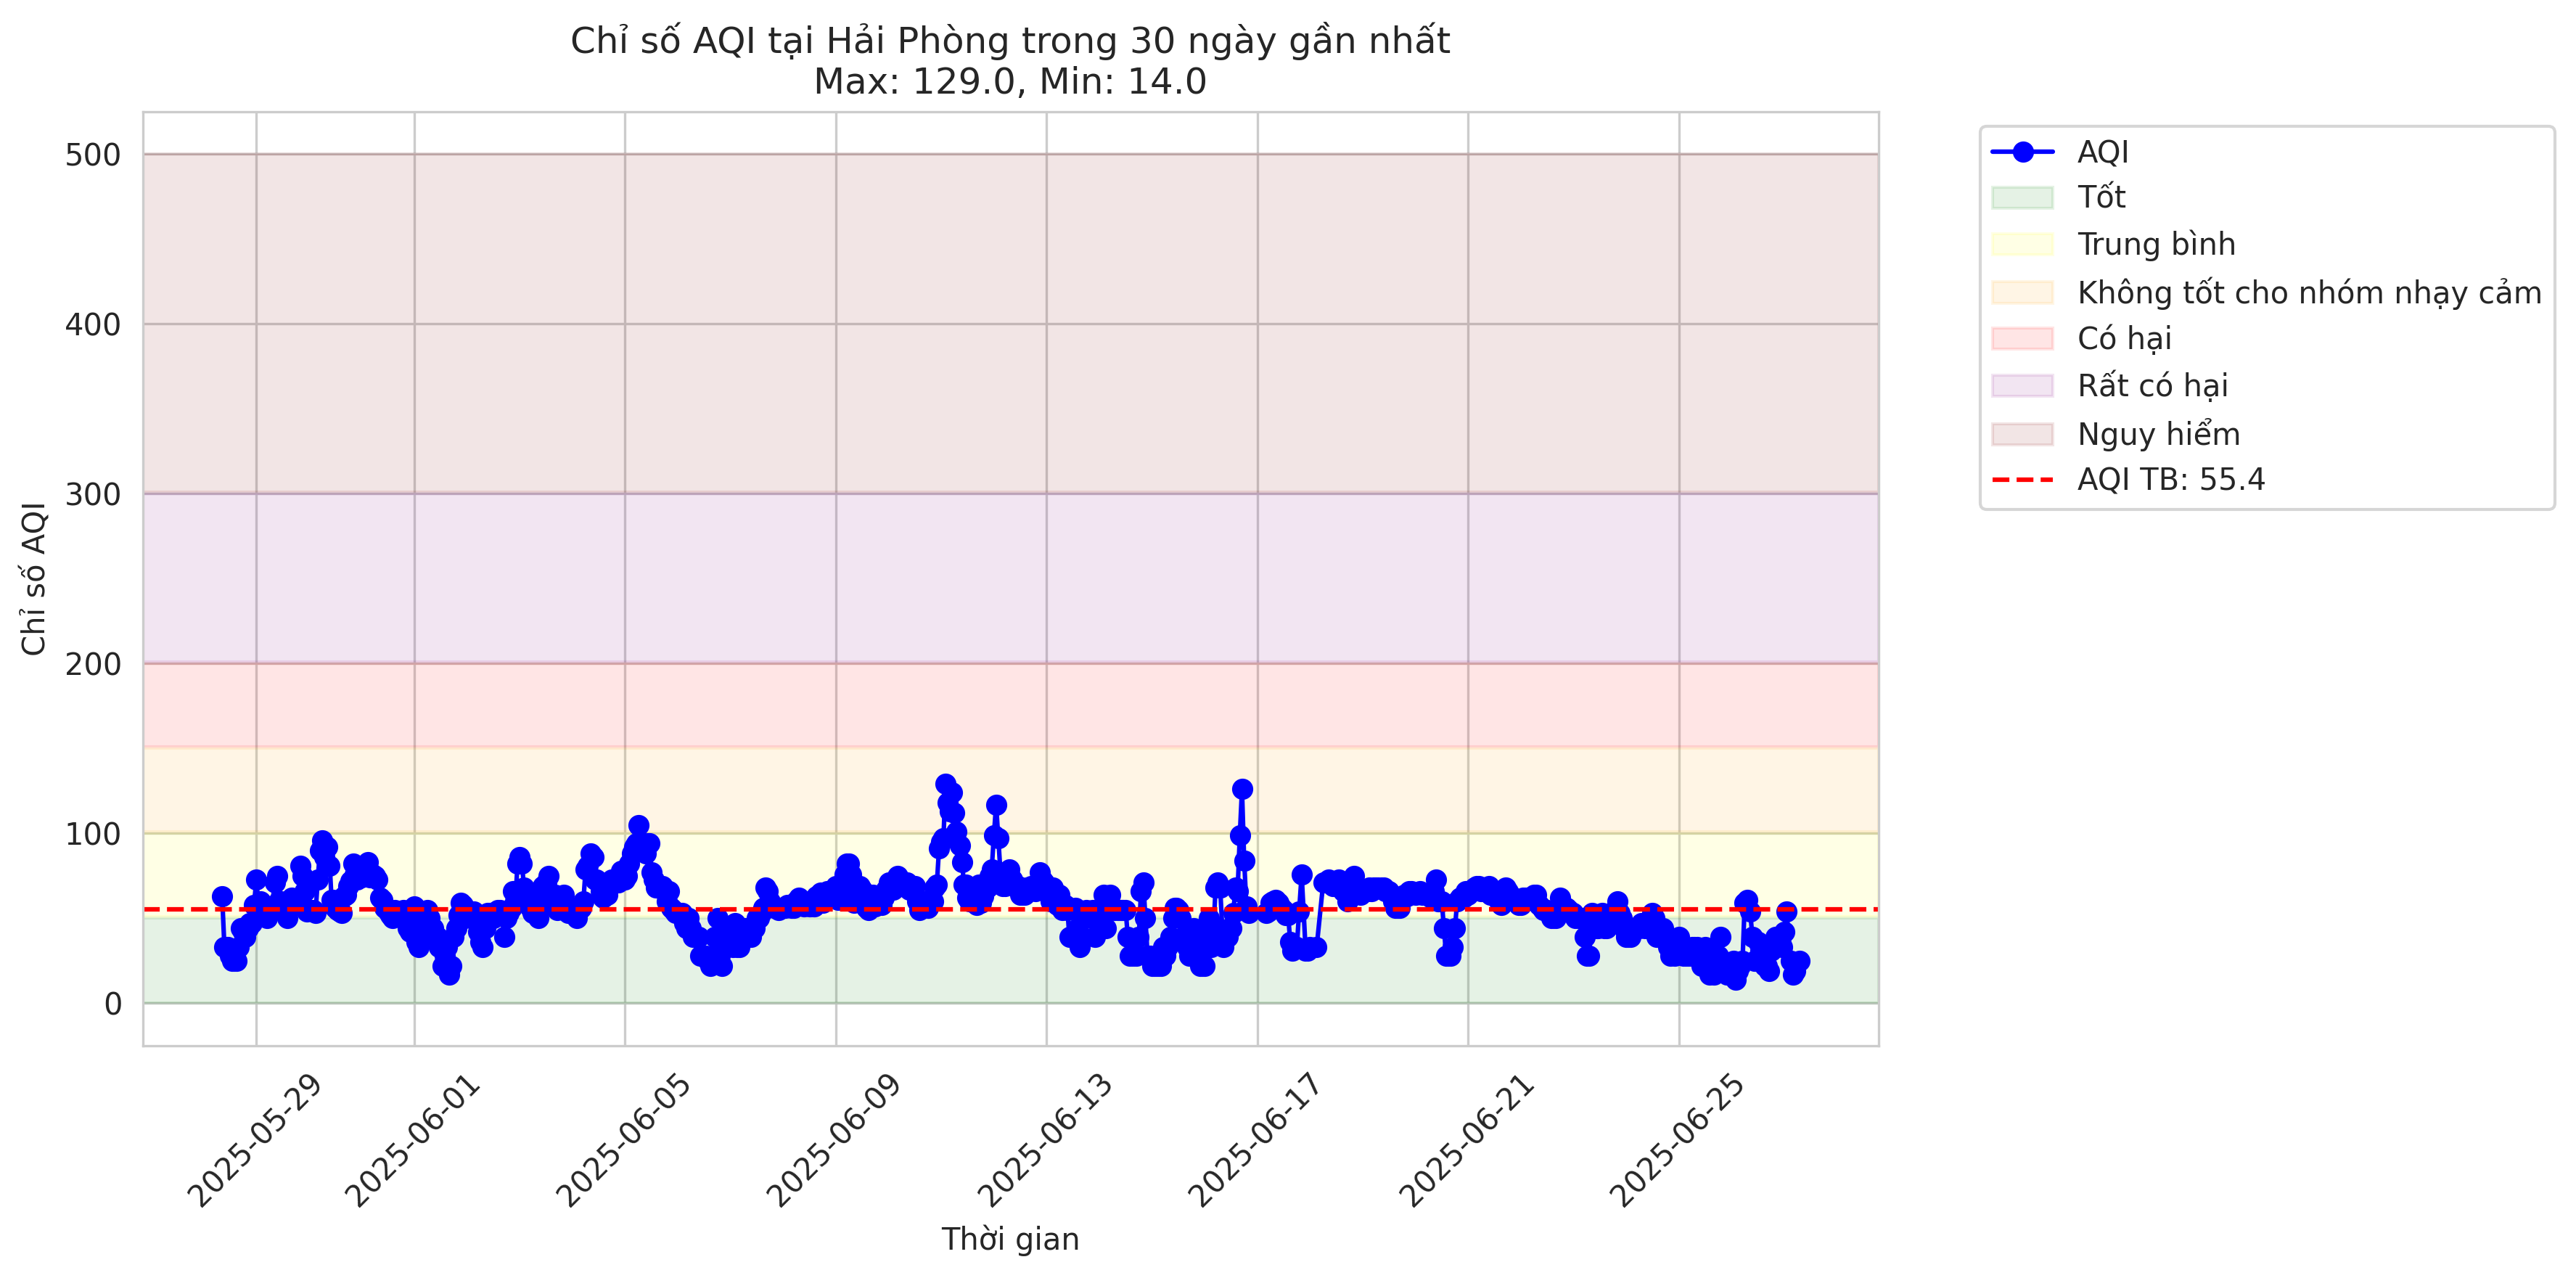 Chỉ số AQI tại Hải Phòng trong 30 ngày gần nhất
Max: 129.0, Min: 14.0
Chỉ số AQI
500
400
300
200
100
0
2025-05-29
2025-06-01
2025-06-05
2025-06-09
2025-06-13
2025-06-17
2025-06-21
2025-06-25
Thời gian
AQI
Tốt
Trung bình
Không tốt cho nhóm nhạy cảm
Có hại
Rất có hại
Nguy hiểm
AQI TB: 55.4